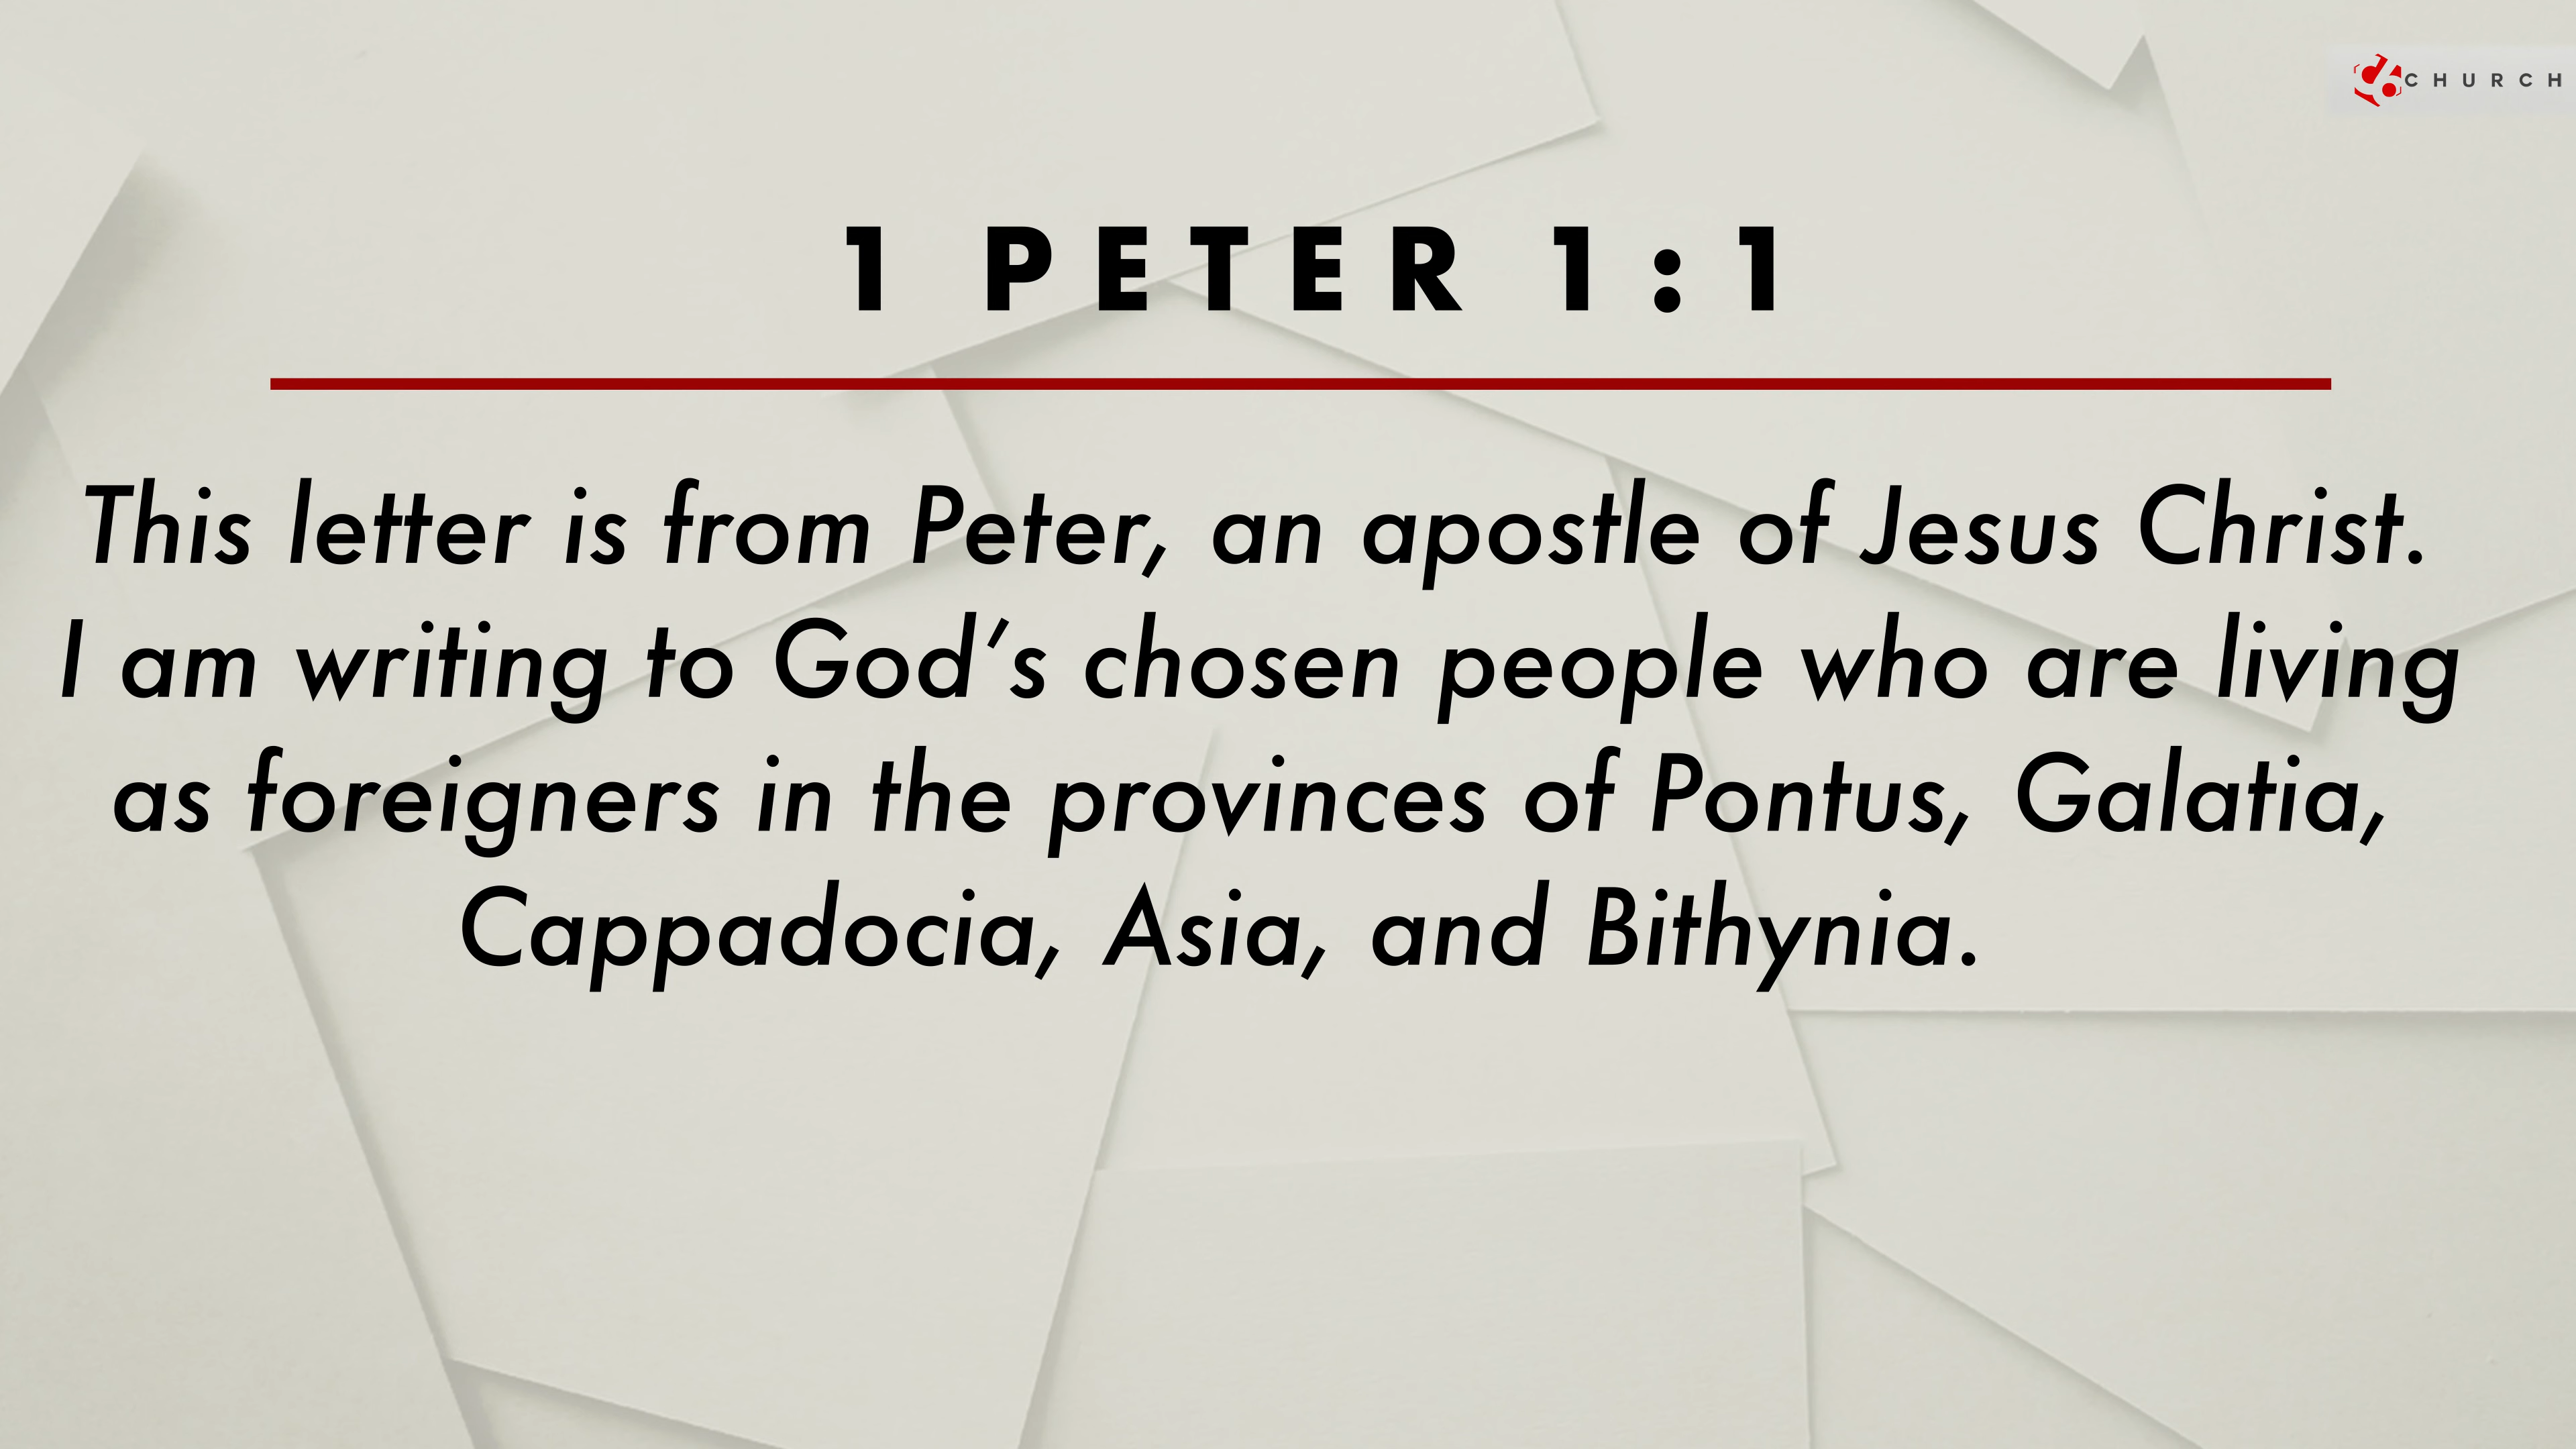 CHURCH
1 PETER 1:1
This letter is from Peter, an apostle of Jesus Christ.
I am writing to God’s chosen people who are living
as foreigners in the provinces of Pontus, Galatia,
Cappadocia, Asia, and Bithynia.